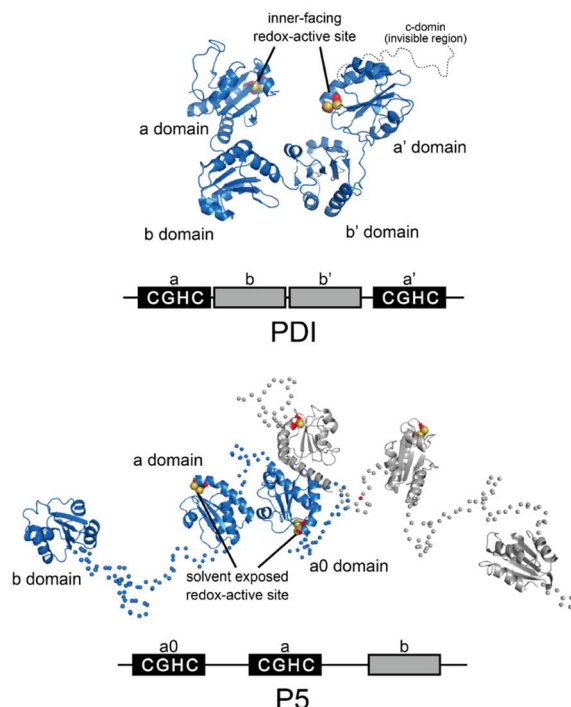 inner-facing
redox-active site
c-domin
(invisible region)
a domain
a' domain
b domain
b' domain
a b b' a'
CGHC CGHC
PDI
a domain
b domain
a0 domain
solvent exposed
redox-active site
a0 a b
CGHC CGHC
P5